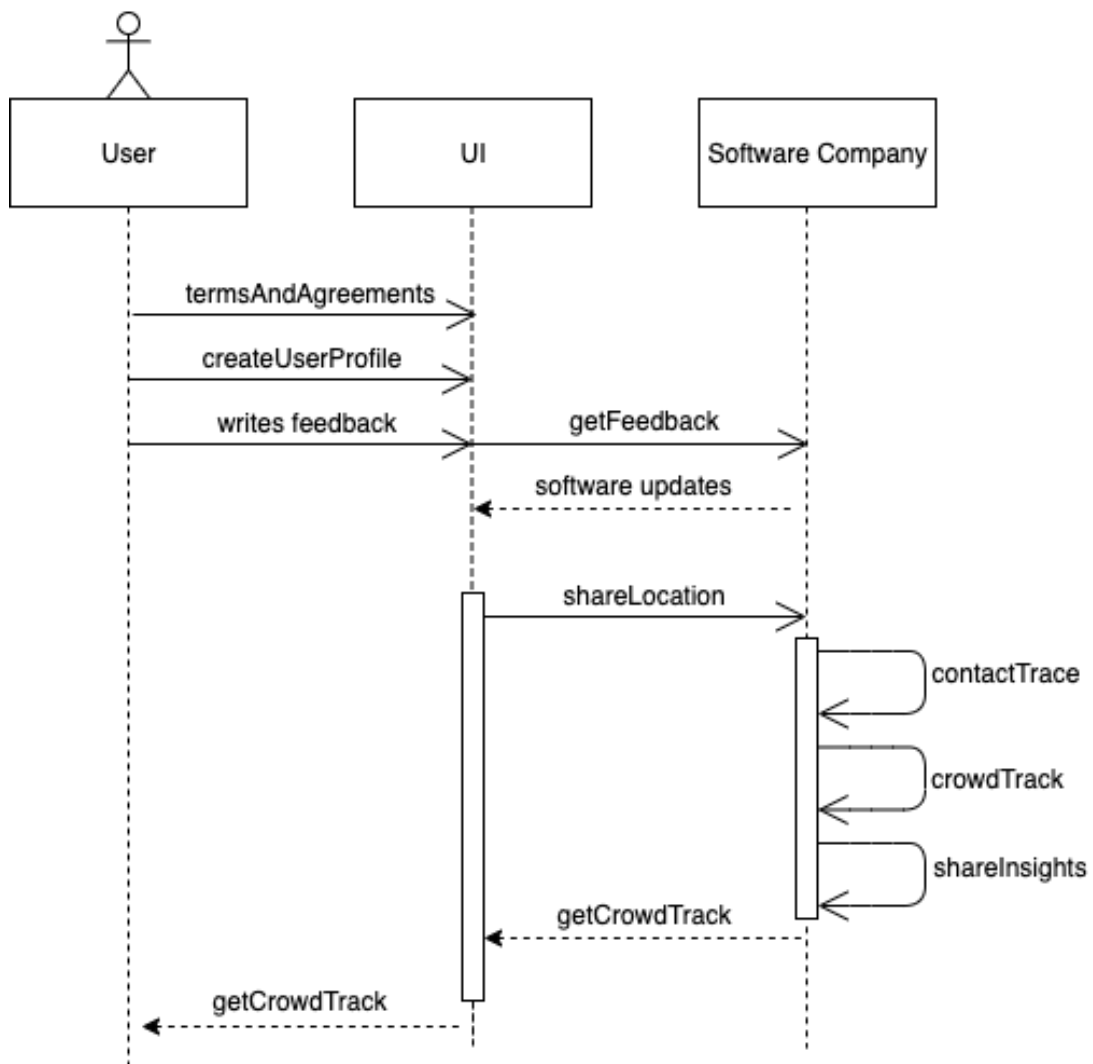 User
UI
Software Company
termsAndAgreements
createUserProfile
writes feedback
getFeedback
software updates
shareLocation
contactTrace
crowdTrack
shareInsights
getCrowdTrack
getCrowdTrack